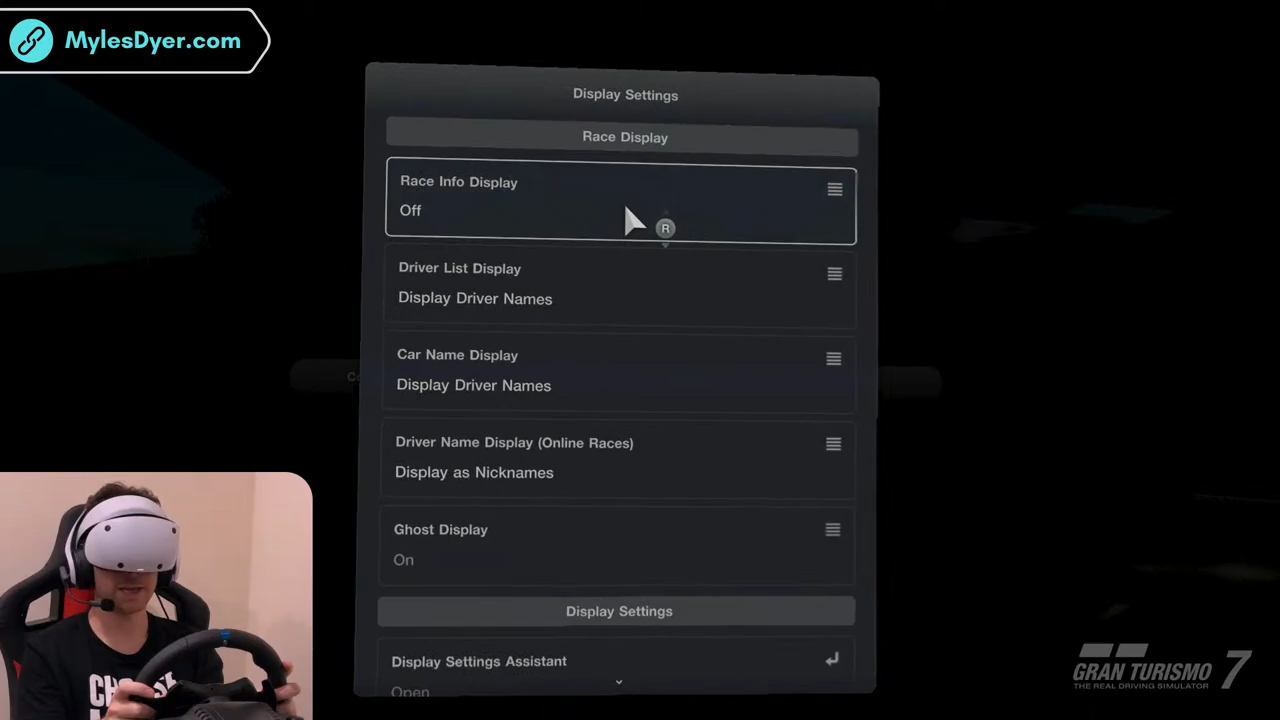 MylesDyer.com
Display Settings
Race Display
Race Info Display
Off
R
Driver List Display
Display Driver Names
Car Name Display
Display Driver Names
Driver Name Display (Online Races)
Display as Nicknames
Ghost Display
On
Display Settings
Display Settings Assistant
Open
GRAN TURISMO 7
THE REAL DRIVING SIMULATOR